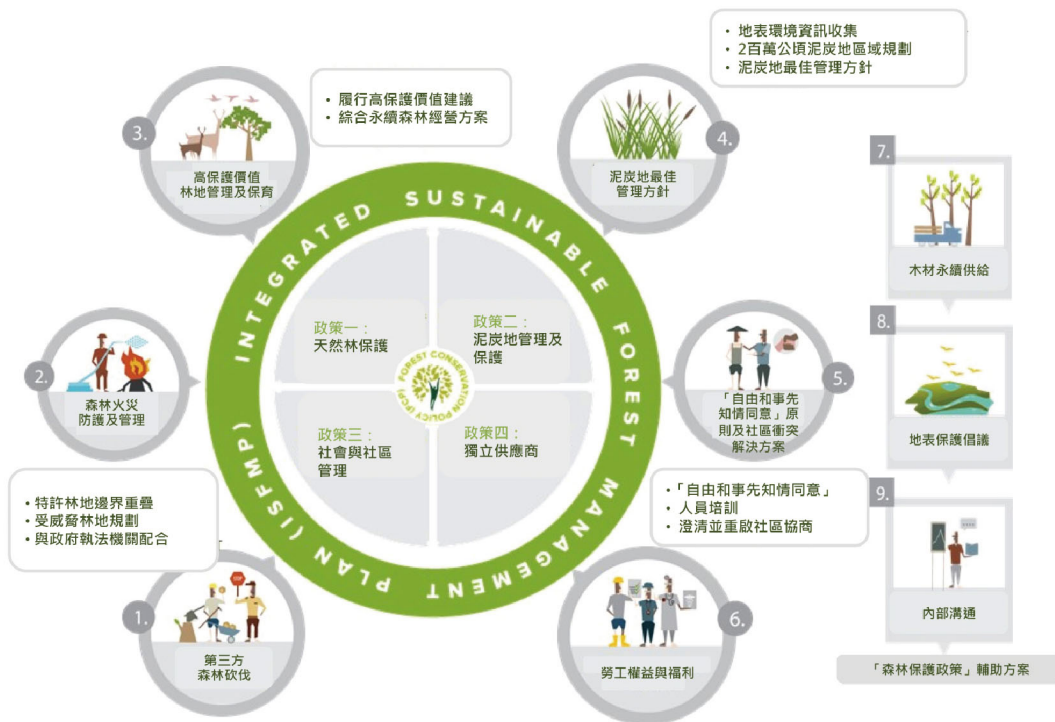 地表環境資訊收集
2百萬公頃泥炭地區域規劃
泥炭地最佳管理方針
履行高保護價值建議
綜合永續森林經營方案
3.
高保護價值
林地管理及保育
4.
泥炭地最佳
管理方針
7.
木材永續供給
INTEGRATED SUSTAINABLE FOREST MANAGEMENT PLAN (ISFMP)
政策一：
天然林保護
政策二：
泥炭地管理及
保護
FOREST CONSERVATION POLICY (FCP)
政策三：
社會與社區
管理
政策四：
獨立供應商
2.
森林火災
防護及管理
5.
「自由和事先
知情同意」原
則及社區衝突
解決方案
8.
地表保護倡議
特許林地邊界重疊
受威脅林地規劃
與政府執法機關配合
「自由和事先知情同意」
人員培訓
澄清並重啟社區協商
9.
內部溝通
1.
STOP
第三方
森林砍伐
6.
勞工權益與福利
「森林保護政策」輔助方案